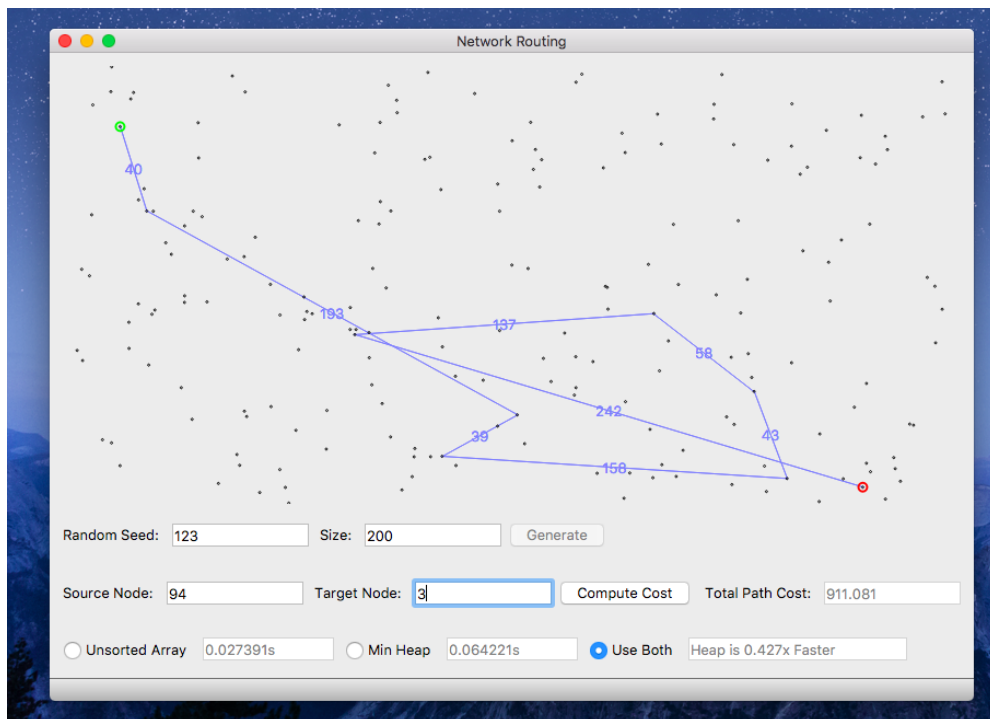 Network Routing
40
193
137
58
242
43
39
158
Random Seed: 123 Size: 200 Generate
Source Node: 94 Target Node: 3 Compute Cost Total Path Cost: 911.081
Unsorted Array 0.027391s Min Heap 0.064221s Use Both Heap is 0.427x Faster